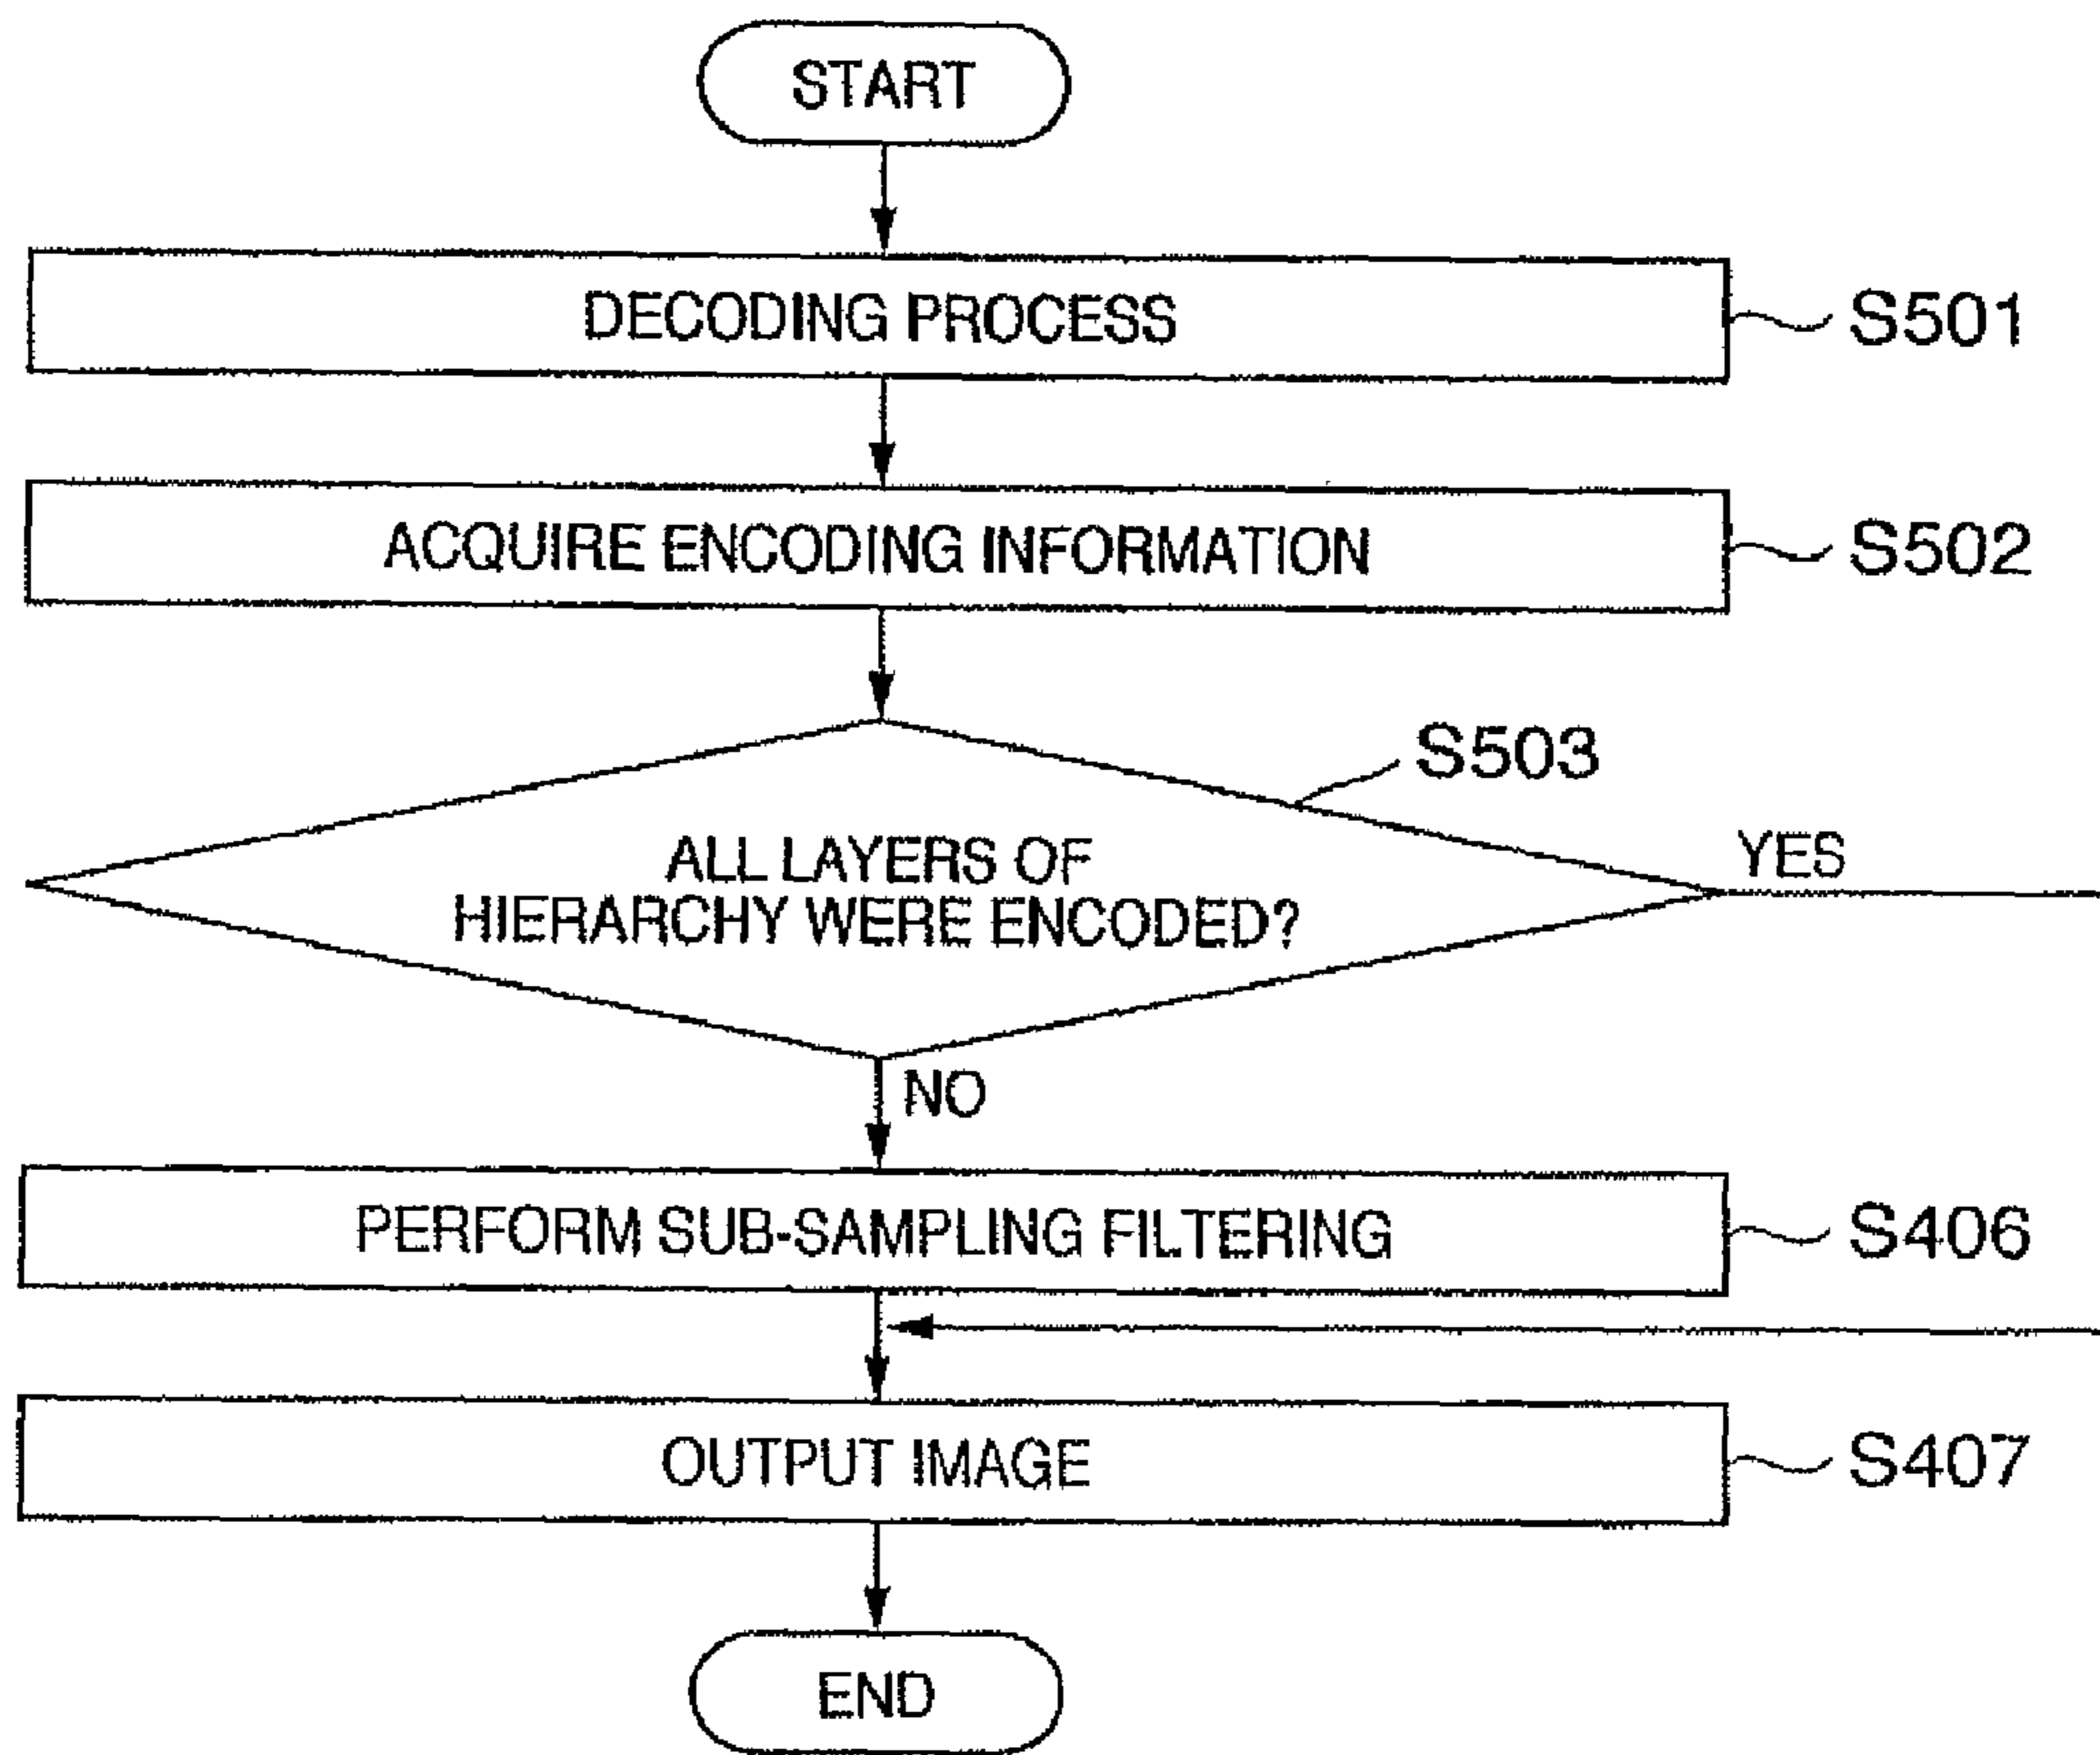 START
DECODING PROCESS
S501
ACQUIRE ENCODING INFORMATION
S502
S503
ALL LAYERS OF
HIERARCHY WERE ENCODED?
YES
NO
PERFORM SUB-SAMPLING FILTERING
S406
OUTPUT IMAGE
S407
END